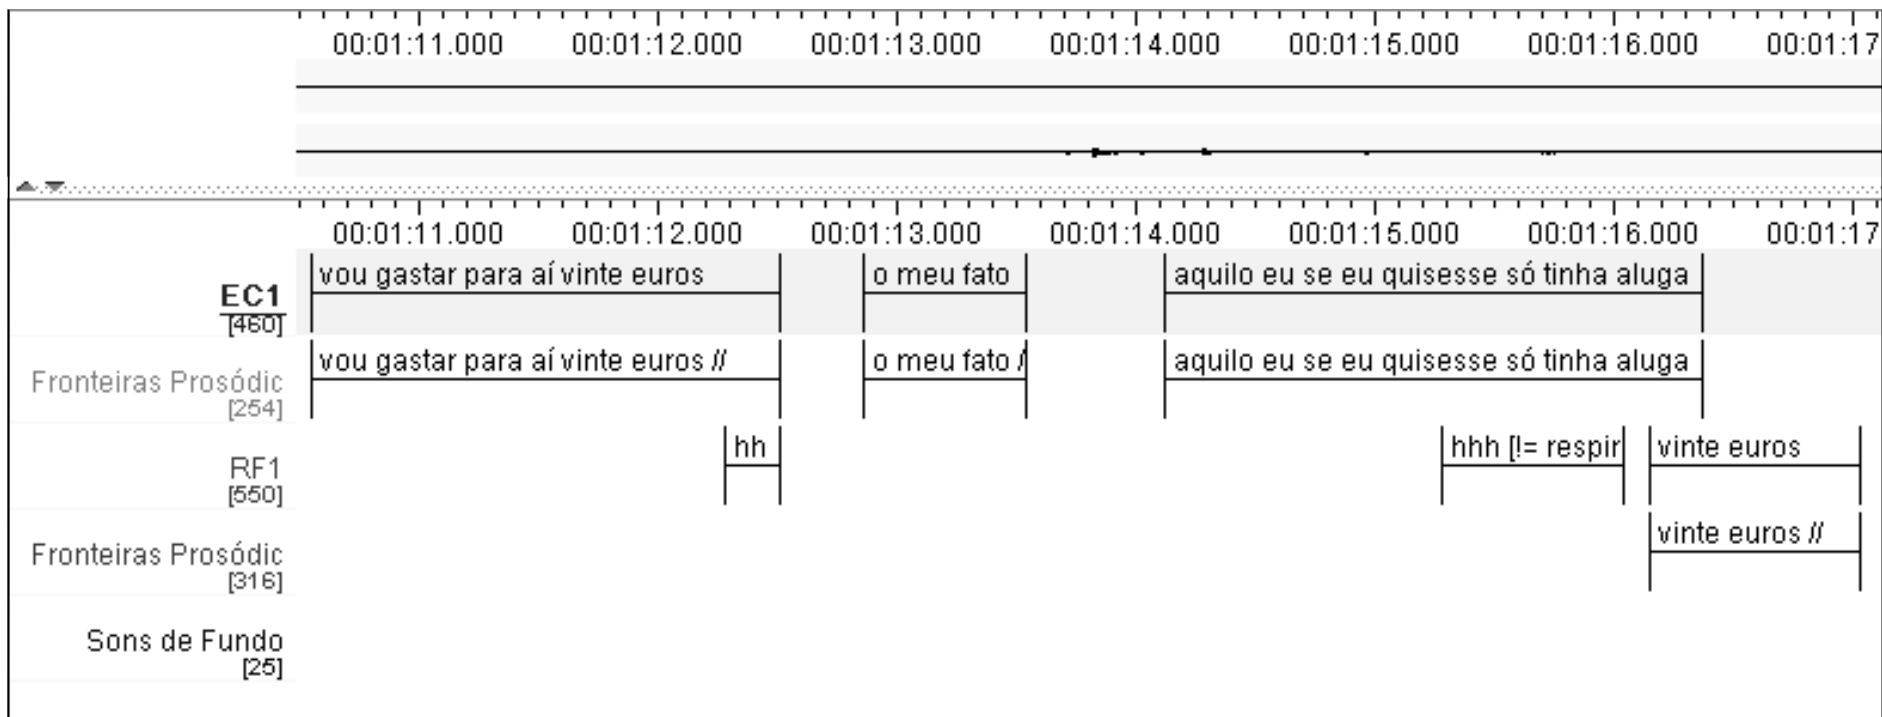 00:01:11.000 00:01:12.000 00:01:13.000 00:01:14.000 00:01:15.000 00:01:16.000 00:01:17
00:01:11.000 00:01:12.000 00:01:13.000 00:01:14.000 00:01:15.000 00:01:16.000 00:01:17
EC1
[460]
vou gastar para aí vinte euros
o meu fato
aquilo eu se eu quisesse só tinha aluga
Fronteiras Prosódic
[254]
vou gastar para aí vinte euros //
o meu fato /
aquilo eu se eu quisesse só tinha aluga
RF1
[550]
hh
hhh [!= respir
vinte euros
Fronteiras Prosódic
[316]
vinte euros //
Sons de Fundo
[25]